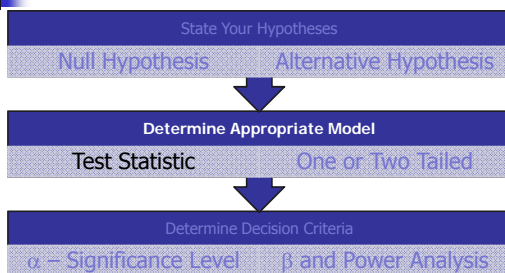 State Your Hypotheses
Null Hypothesis Alternative Hypothesis
Determine Appropriate Model
Test Statistic One or Two Tailed
Determine Decision Criteria
α – Significance Level β and Power Analysis